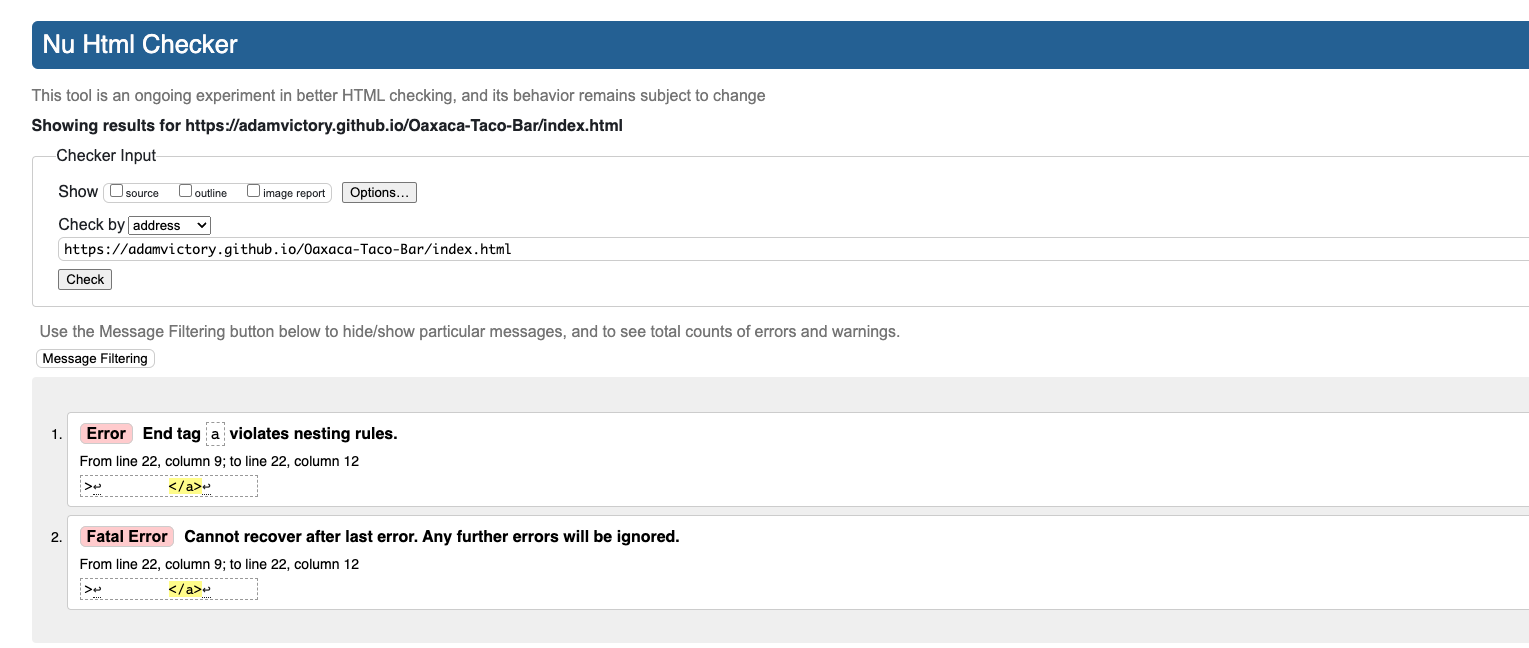 Nu Html Checker
This tool is an ongoing experiment in better HTML checking, and its behavior remains subject to change
Showing results for https://adamvictory.github.io/Oaxaca-Taco-Bar/index.html
Checker Input
Show source outline image report Options...
Check by address
https://adamvictory.github.io/Oaxaca-Taco-Bar/index.html
Check
Use the Message Filtering button below to hide/show particular messages, and to see total counts of errors and warnings.
Message Filtering
1. Error End tag a violates nesting rules.
From line 22, column 9; to line 22, column 12
>↩ </a>↩
2. Fatal Error Cannot recover after last error. Any further errors will be ignored.
From line 22, column 9; to line 22, column 12
>↩ </a>↩